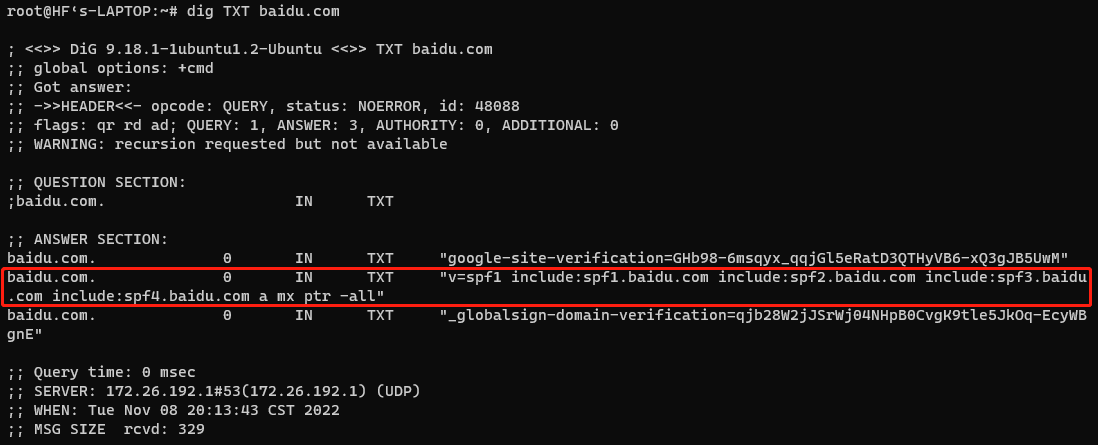 root@HF‘s-LAPTOP:~# dig TXT baidu.com
; <<>> DiG 9.18.1-1ubuntu1.2-Ubuntu <<>> TXT baidu.com
;; global options: +cmd
;; Got answer:
;; ->>HEADER<<- opcode: QUERY, status: NOERROR, id: 48088
;; flags: qr rd ad; QUERY: 1, ANSWER: 3, AUTHORITY: 0, ADDITIONAL: 0
;; WARNING: recursion requested but not available
;; QUESTION SECTION:
;baidu.com. IN TXT
;; ANSWER SECTION:
baidu.com. 0 IN TXT "google-site-verification=GHb98-6msqyx_qqjGl5eRatD3QTHyVB6-xQ3gJB5UwM"
baidu.com. 0 IN TXT "v=spf1 include:spf1.baidu.com include:spf2.baidu.com include:spf3.baidu
.com include:spf4.baidu.com a mx ptr -all"
baidu.com. 0 IN TXT "_globalsign-domain-verification=qjb28W2jJSrWj04NHpB0CvgK9tle5JkOq-EcyWB
gnE"
;; Query time: 0 msec
;; SERVER: 172.26.192.1#53(172.26.192.1) (UDP)
;; WHEN: Tue Nov 08 20:13:43 CST 2022
;; MSG SIZE rcvd: 329